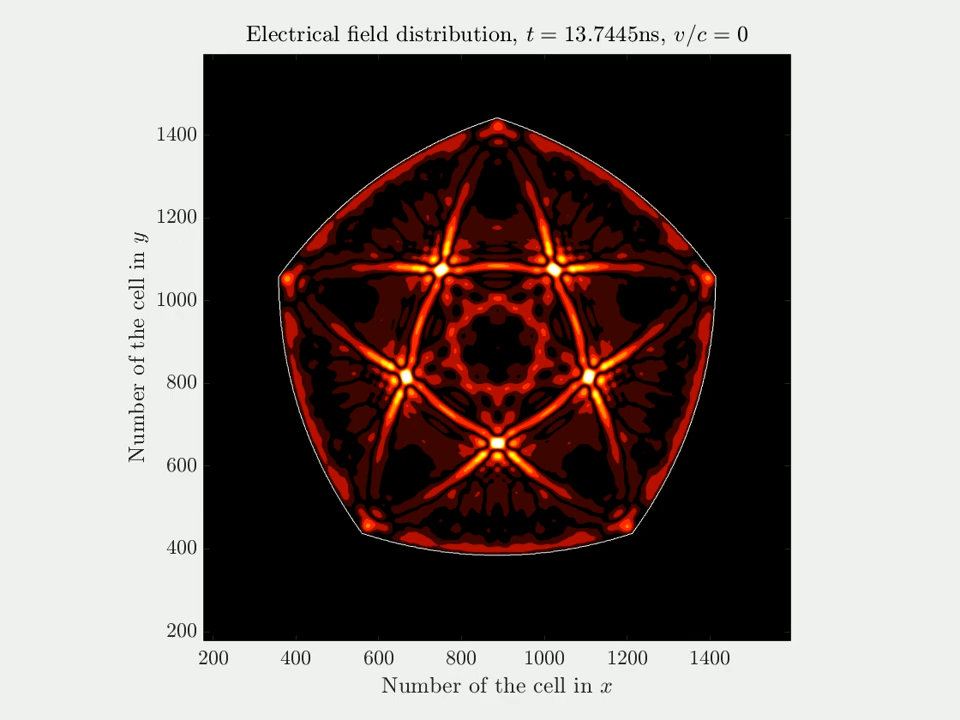 Electrical field distribution, t = 13.7445ns, v/c = 0
Number of the cell in y
1400
1200
1000
800
600
400
200
200 400 600 800 1000 1200 1400
Number of the cell in x